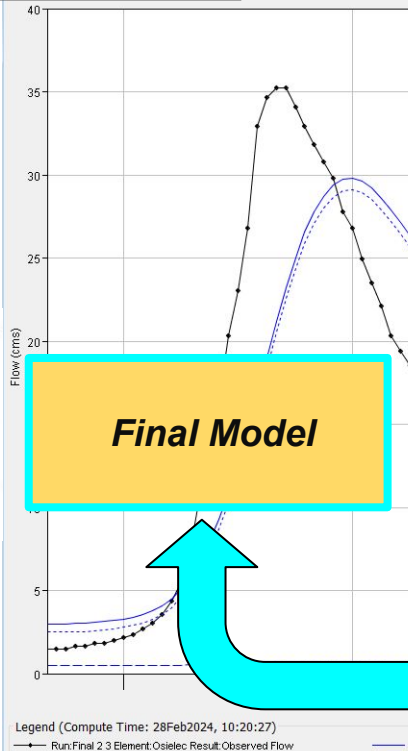 40
35
30
25
20
Flow (cms)
Final Model
5
0
Legend (Compute Time: 28Feb2024, 10:20:27)
Run:Final 2 3 Element:Osielec Result:Observed Flow